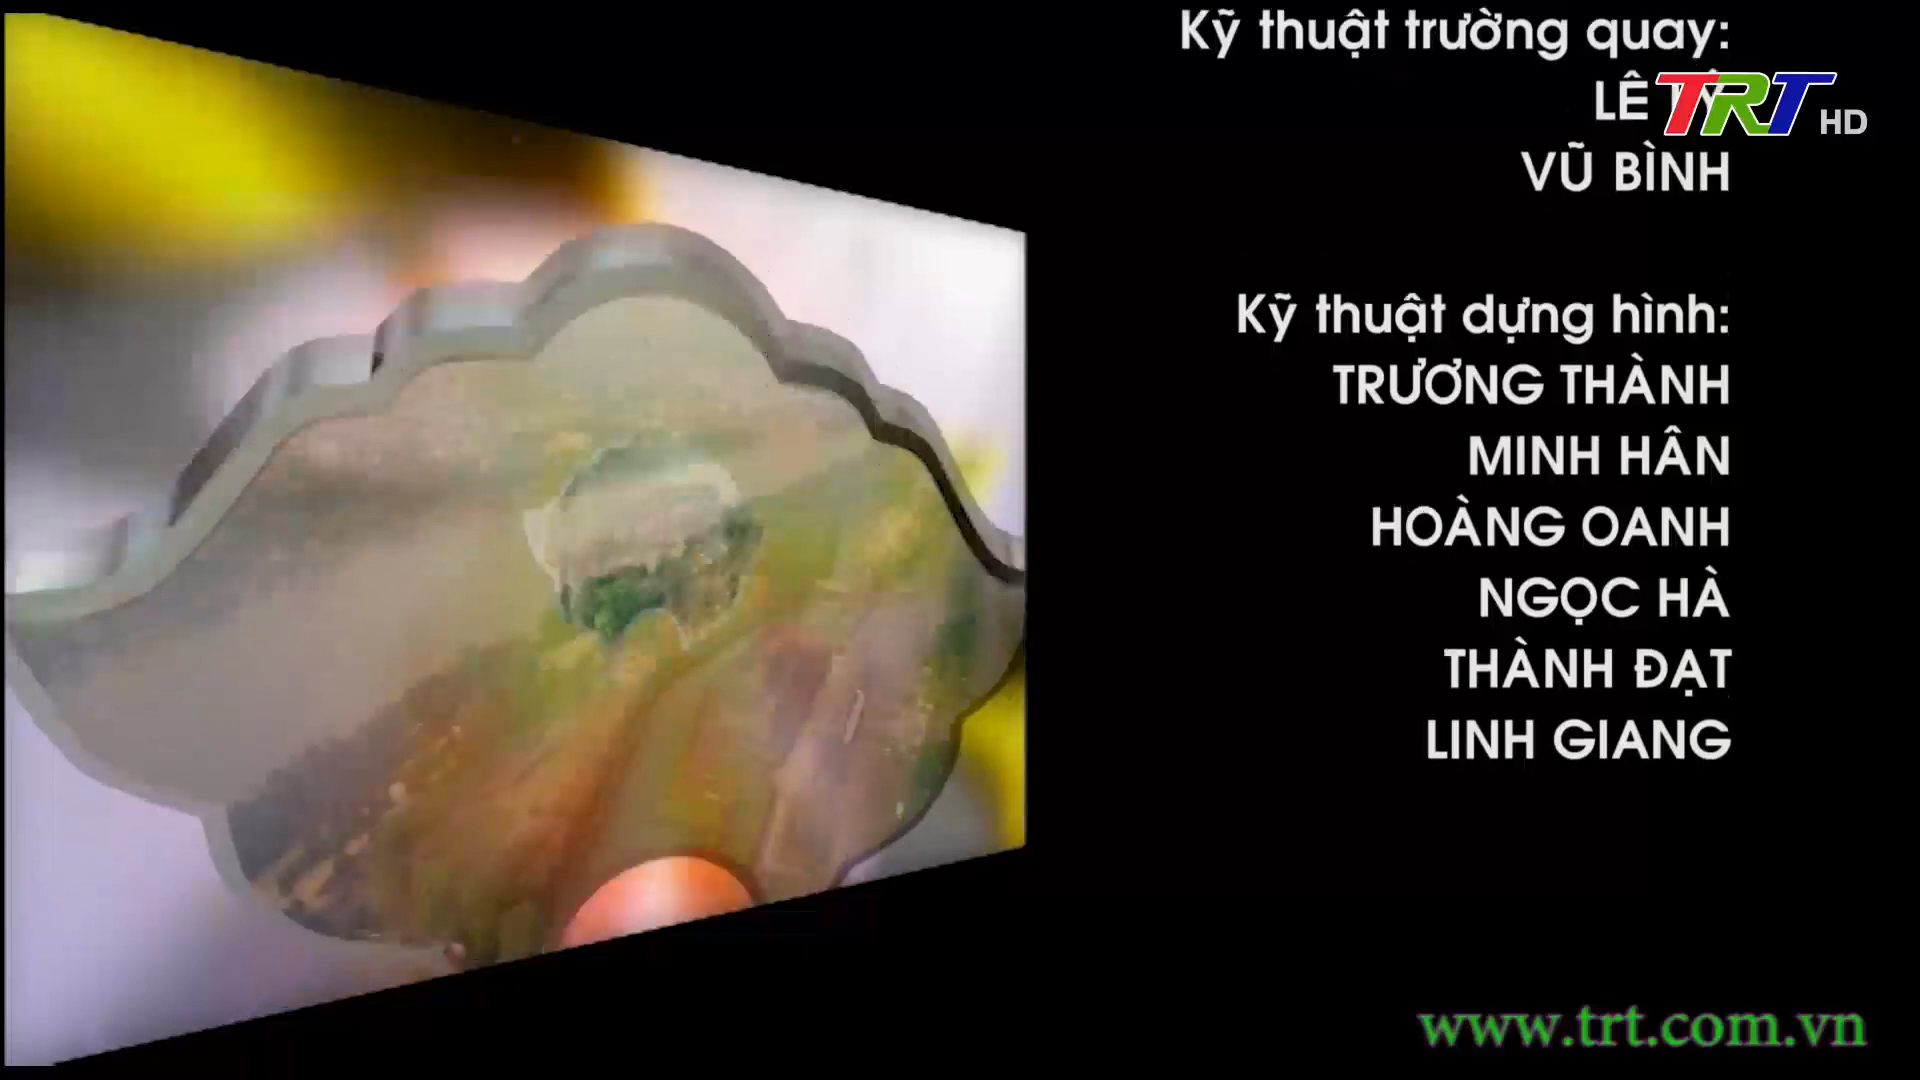 Kỹ thuật trường quay:
LÊ
TRT HD
VŨ BÌNH
Kỹ thuật dựng hình:
TRƯƠNG THÀNH
MINH HÂN
HOÀNG OANH
NGỌC HÀ
THÀNH ĐẠT
LINH GIANG
www.trt.com.vn